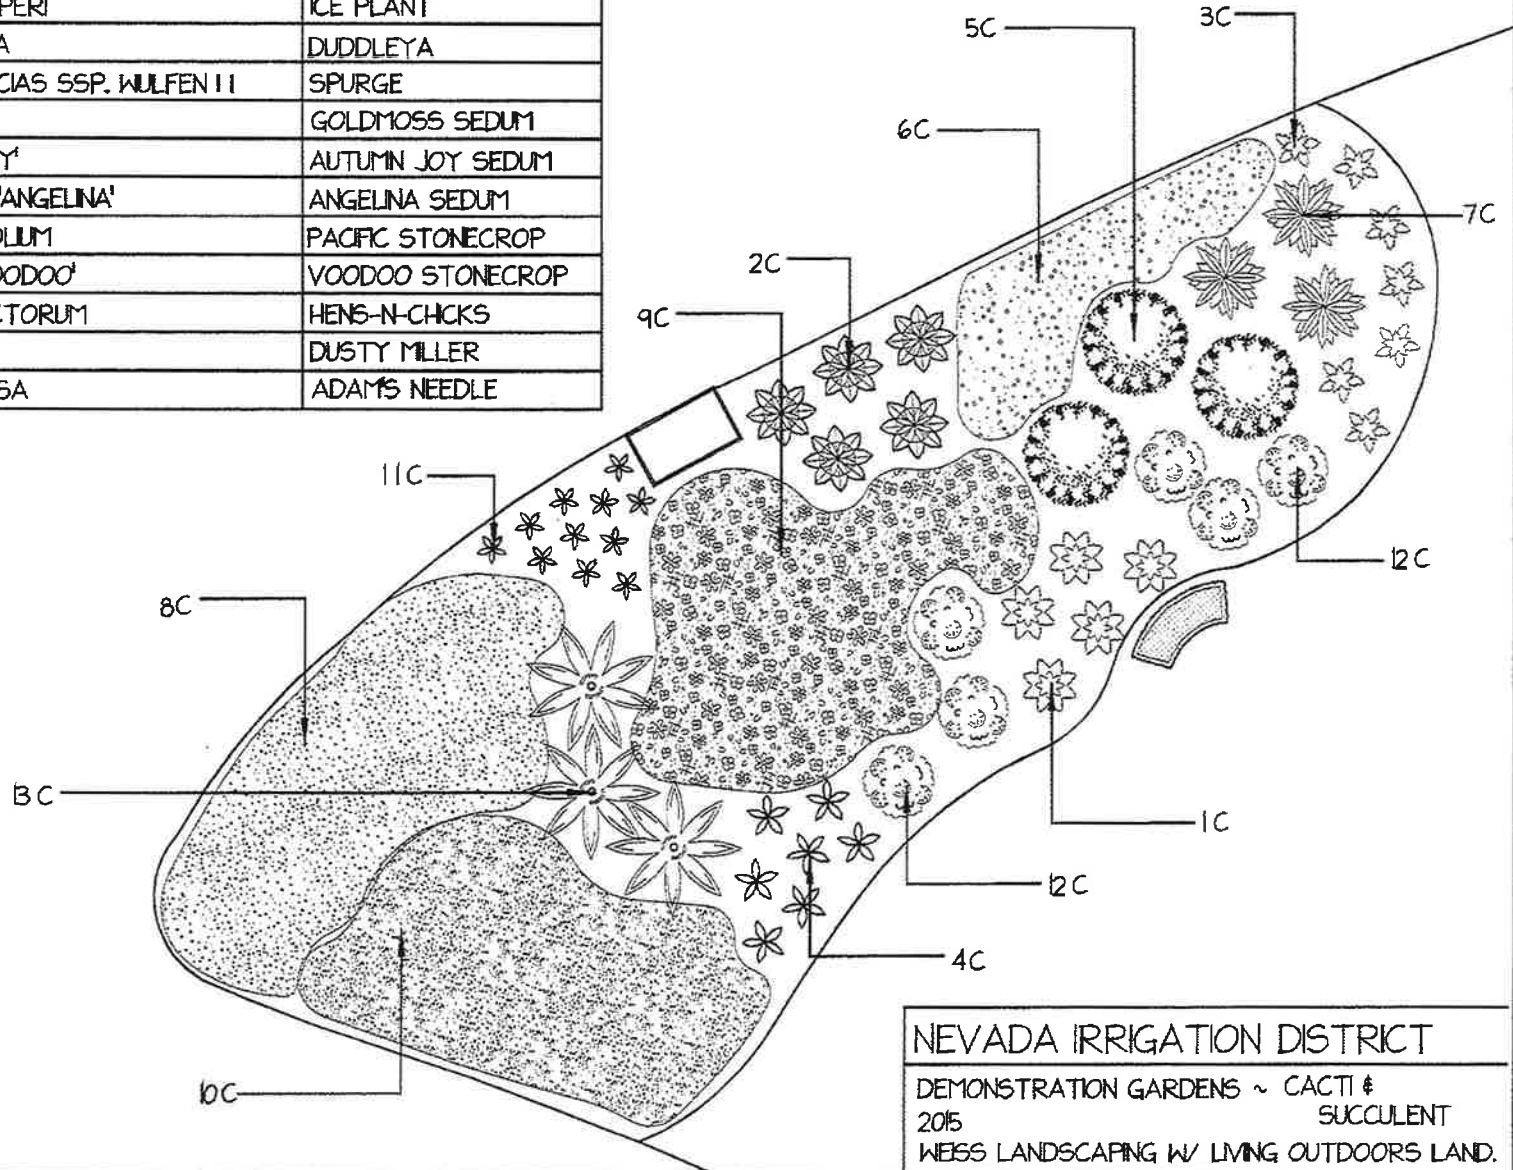 PERI ICE PLANT
A DUDDLEYA
CIAS SSP. WULFENII SPURGE
GOLDMOSS SEDUM
Y' AUTUMN JOY SEDUM
'ANGELINA' ANGELINA SEDUM
OLIUM PACIFIC STONECROP
OODOO' VOODOO STONECROP
CTORUM HENS-N-CHICKS
DUSTY MILLER
SA ADAM'S NEEDLE
3C
5C
6C
7C
2C
9C
11C
12C
8C
13C
1C
12C
4C
10C
NEVADA IRRIGATION DISTRICT
DEMONSTRATION GARDENS ~ CACTI &
2015 SUCCULENT
WEISS LANDSCAPING W/ LIVING OUTDOORS LAND.